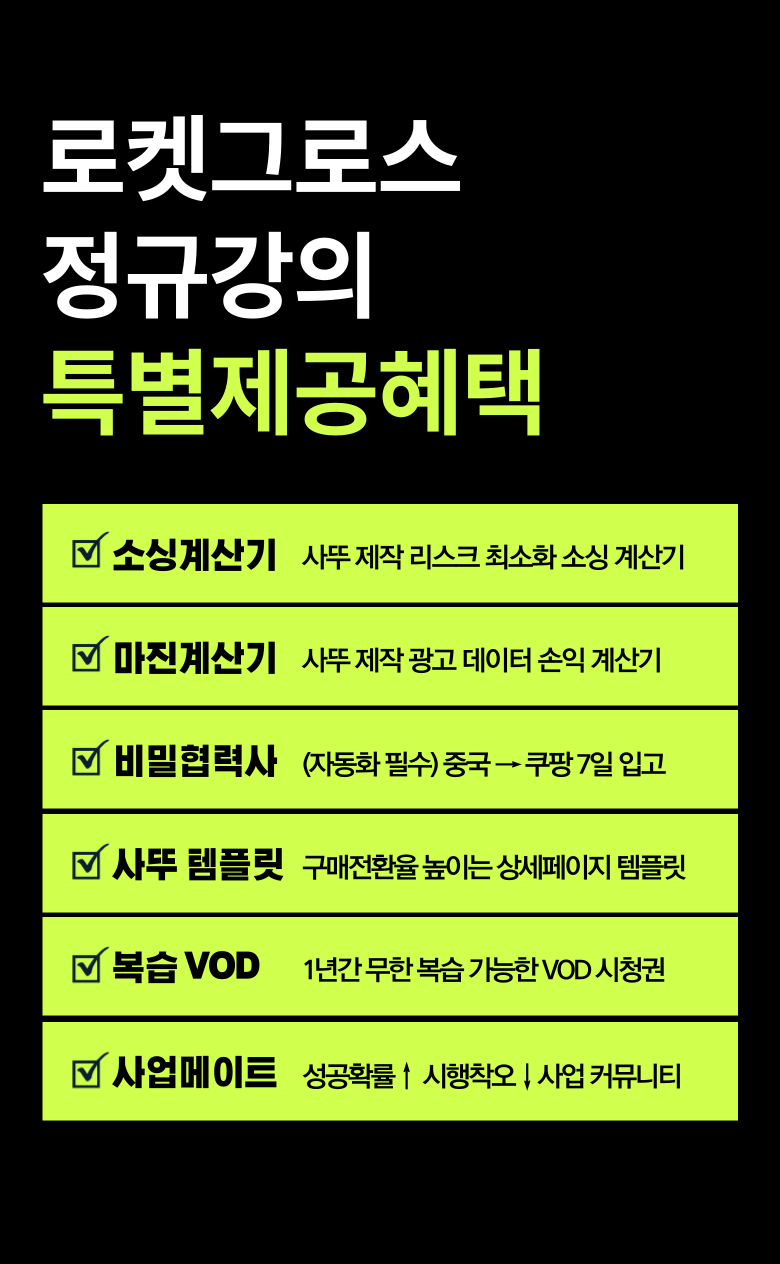 로켓그로스
정규강의
특별제공혜택
소싱계산기 사뚜 제작 리스크 최소화 소싱 계산기
마진계산기 사뚜 제작 광고 데이터 손익 계산기
비밀협력사 (자동화 필수) 중국 → 쿠팡 7일 입고
사뚜 템플릿 구매전환율 높이는 상세페이지 템플릿
복습 VOD 1년간 무한 복습 가능한 VOD 시청권
사업메이트 성공확률↑ 시행착오↓사업 커뮤니티